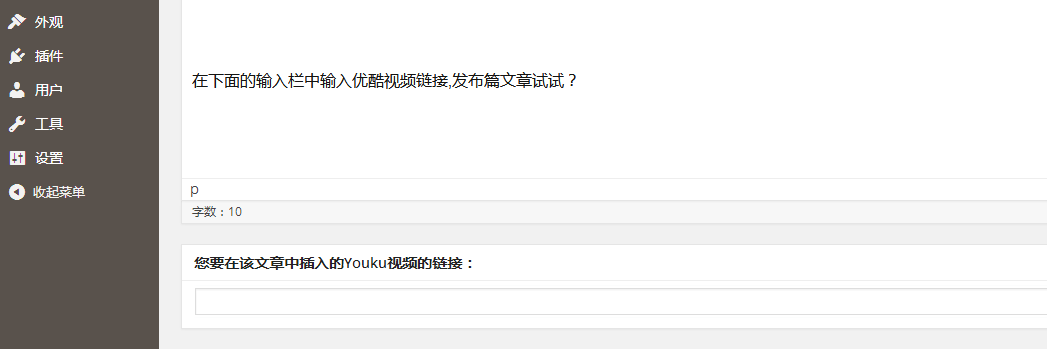 外观
插件
用户
工具
设置
收起菜单
在下面的输入栏中输入优酷视频链接,发布篇文章试试？
p
字数：10
您要在该文章中插入的Youku视频的链接：